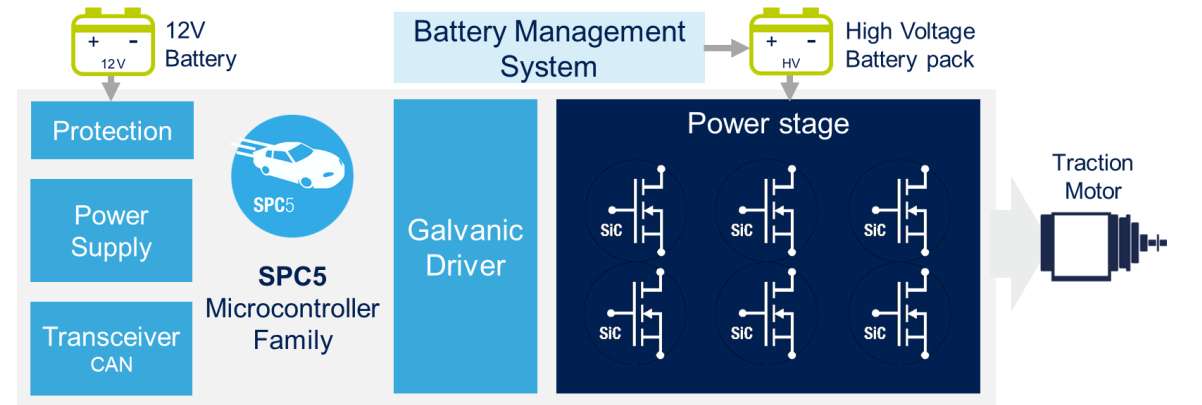 12V
Battery
+ -
12V
Battery Management
System
+ -
HV
High Voltage
Battery pack
Protection
Power
Supply
Transceiver
CAN
SPC5
SPC5
Microcontroller
Family
Galvanic
Driver
Power stage
SiC
SiC
SiC
SiC
SiC
SiC
Traction
Motor